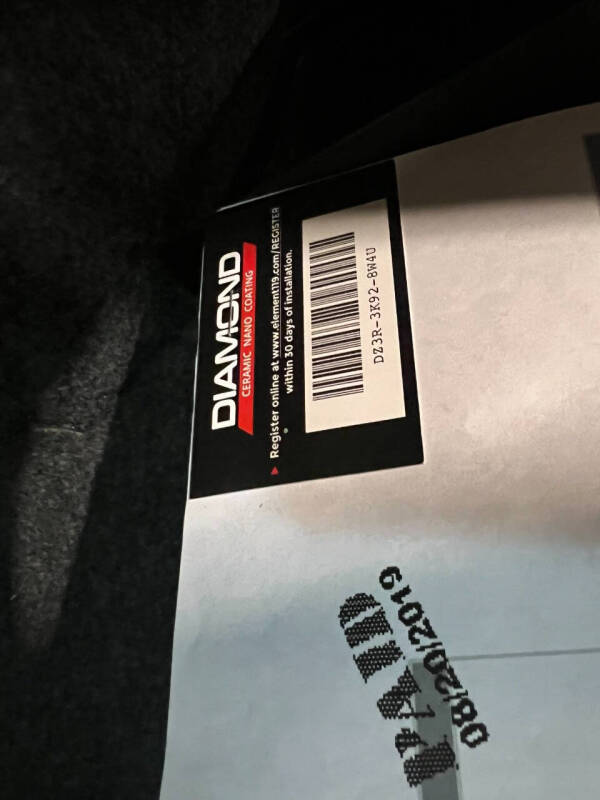 DIAMOND
CERAMIC NANO COATING
▶ Register online at www.element119.com/REGISTER
within 30 days of installation.
DZ3R-3K92-8W4U
PAID
08/20/2019